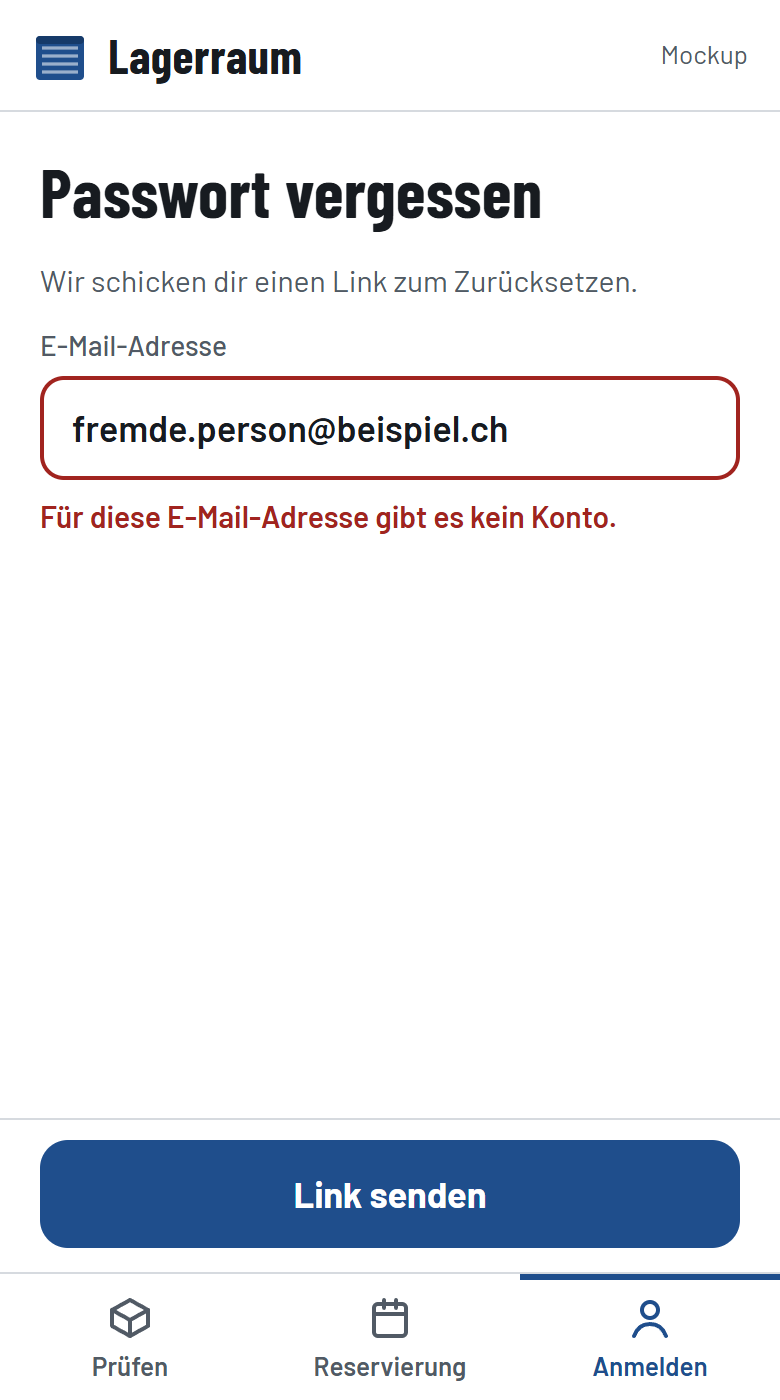 Lagerraum
Mockup
Passwort vergessen
Wir schicken dir einen Link zum Zurücksetzen.
E-Mail-Adresse
fremde.person@beispiel.ch
Für diese E-Mail-Adresse gibt es kein Konto.
Link senden
Prüfen
Reservierung
Anmelden